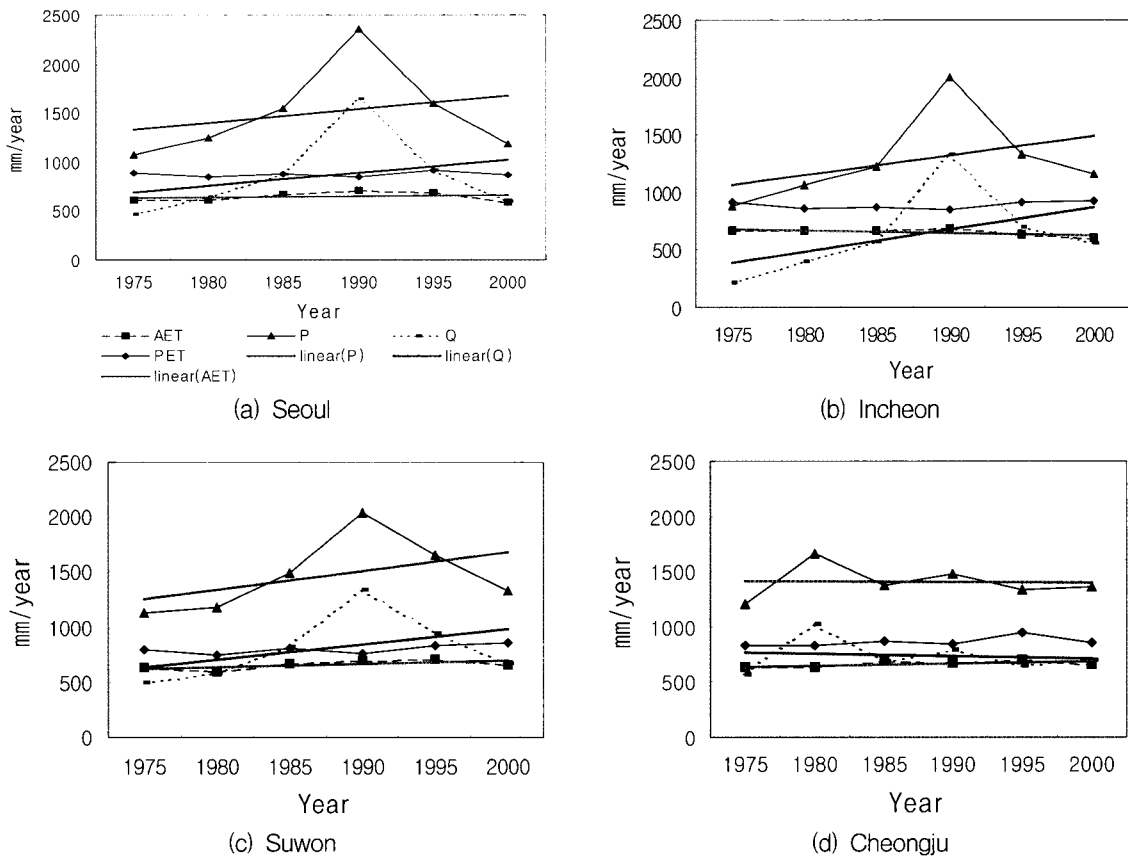 2500
2000
1500
1000
500
0
mm/year
1975 1980 1985 1990 1995 2000
Year
AET P Q
PET linear(P) linear(Q)
linear(AET)
(a) Seoul
2500
2000
1500
1000
500
0
mm/year
1975 1980 1985 1990 1995 2000
Year
(b) Incheon
2500
2000
1500
1000
500
0
mm/year
1975 1980 1985 1990 1995 2000
Year
(c) Suwon
2500
2000
1500
1000
500
0
mm/year
1975 1980 1985 1990 1995 2000
Year
(d) Cheongju